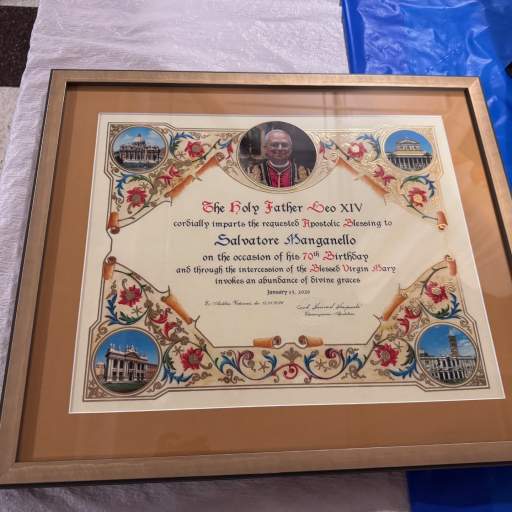 The Holy Father Leo XIV
cordially imparts the requested Apostolic Blessing to
Salvatore Manganello
on the occasion of his 70th Birthday
and through the intercession of the Blessed Virgin Mary
invokes an abundance of divine graces